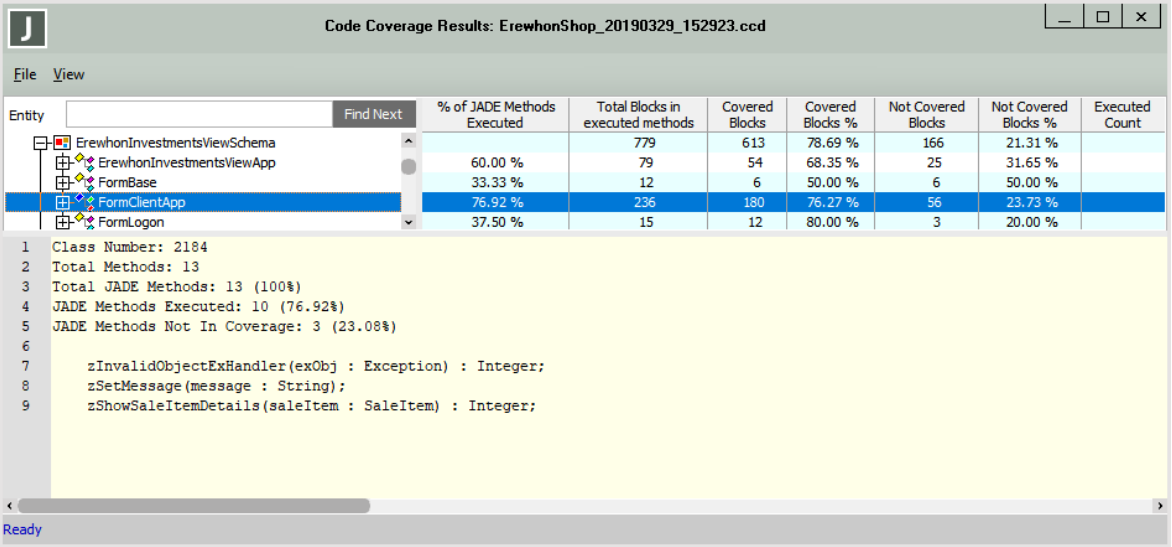 J
Code Coverage Results: ErewhonShop_20190329_152923.ccd
File View
Entity Find Next % of JADE Methods Executed Total Blocks in executed methods Covered Blocks Covered Blocks % Not Covered Blocks Not Covered Blocks % Executed Count
ErewhonInvestmentsViewSchema 779 613 78.69 % 166 21.31 %
ErewhonInvestmentsViewApp 60.00 % 79 54 68.35 % 25 31.65 %
FormBase 33.33 % 12 6 50.00 % 6 50.00 %
FormClientApp 76.92 % 236 180 76.27 % 56 23.73 %
FormLogon 37.50 % 15 12 80.00 % 3 20.00 %
1 Class Number: 2184
2 Total Methods: 13
3 Total JADE Methods: 13 (100%)
4 JADE Methods Executed: 10 (76.92%)
5 JADE Methods Not In Coverage: 3 (23.08%)
6
7 zInvalidObjectExHandler(exObj : Exception) : Integer;
8 zSetMessage(message : String);
9 zShowSaleItemDetails(saleItem : SaleItem) : Integer;
Ready